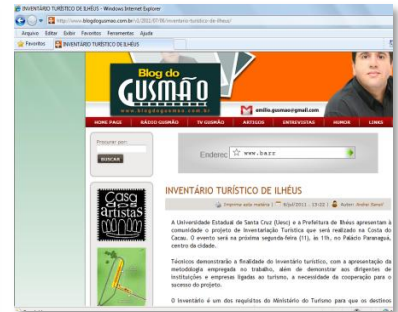 INVENTÁRIO TURÍSTICO DE ILHÉUS - Windows Internet Explorer
http://www.blogdogusmao.com.br/v1/2011/07/08/inventario-turistico-de-ilheus/
Arquivo Editar Exibir Favoritos Ferramentas Ajuda
Favoritos INVENTÁRIO TURÍSTICO DE ILHÉUS
Blog do
GUSMÃO
www.blogdogusmao.com.br
emilio.gusmao@gmail.com
HOME PAGE RÁDIO GUSMÃO TV GUSMÃO ARTIGOS ENTREVISTAS HUMOR LINKS
Procurar por:
BUSCAR
Enderec www.barr
Casa
dos
artistas
INVENTÁRIO TURÍSTICO DE ILHÉUS
Imprima esta matéria | 8/jul/2011 . 19:02 | Autor:
A Universidade Estadual de Santa Cruz (Uesc) e a Prefeitura de Ilhéus apresentam à
comunidade o projeto de Inventariação Turística que será realizado na Costa do
Cacau. O evento será na próxima segunda-feira (11), às 11h, no Palácio Paranaguá,
centro da cidade.
Técnicos demonstrarão a finalidade do inventário turístico, com a apresentação da
metodologia empregada no trabalho, além de demonstrar aos dirigentes de
instituições e empresas ligadas ao turismo, a necessidade da cooperação para o
sucesso do projeto.
O Inventário é um dos requisitos do Ministério do Turismo para que os destinos